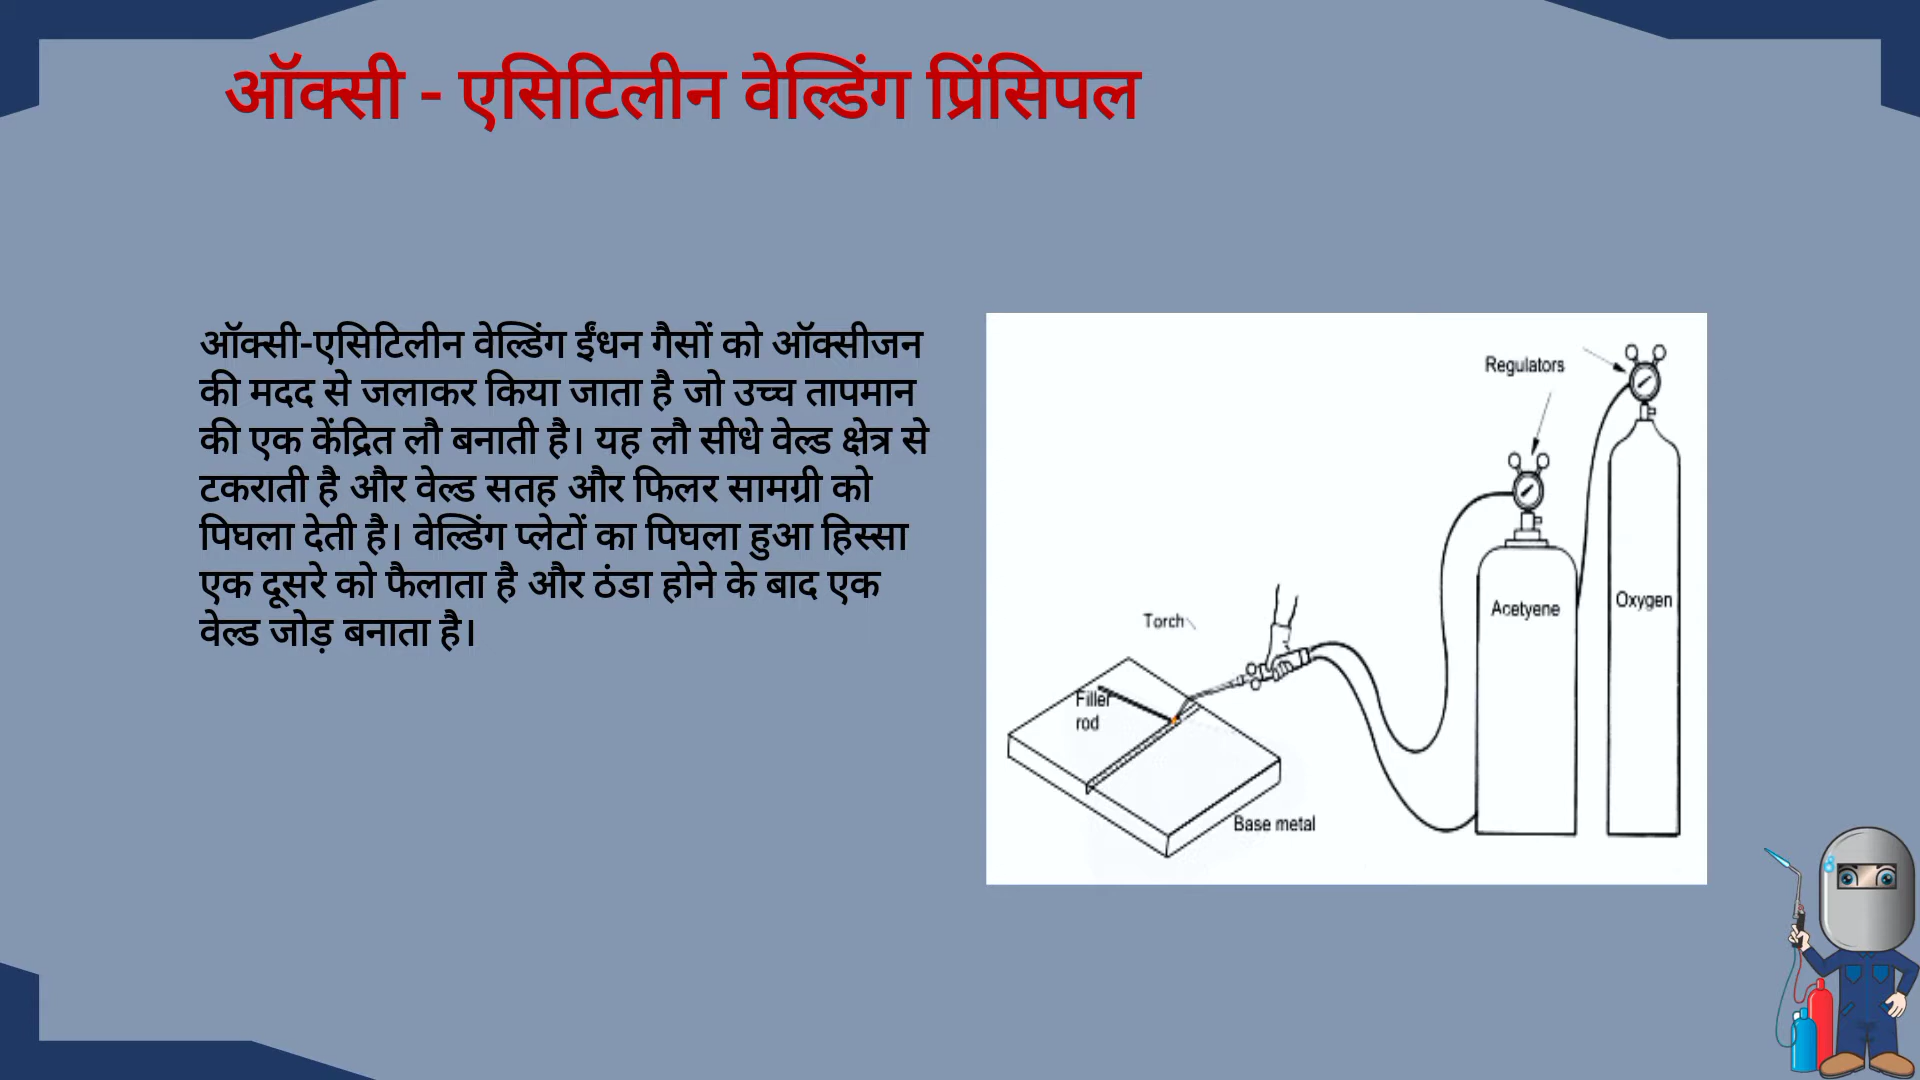 ऑक्सी - एसिटिलीन वेल्डिंग प्रिंसिपल
ऑक्सी-एसिटिलीन वेल्डिंग ईंधन गैसों को ऑक्सीजन
की मदद से जलाकर किया जाता है जो उच्च तापमान
की एक केंद्रित लौ बनाती है। यह लौ सीधे वेल्ड क्षेत्र से
टकराती है और वेल्ड सतह और फिलर सामग्री को
पिघला देती है। वेल्डिंग प्लेटों का पिघला हुआ हिस्सा
एक दूसरे को फैलाता है और ठंडा होने के बाद एक
वेल्ड जोड़ बनाता है।
Regulators
Acetyene
Oxygen
Torch
Filler
rod
Base metal